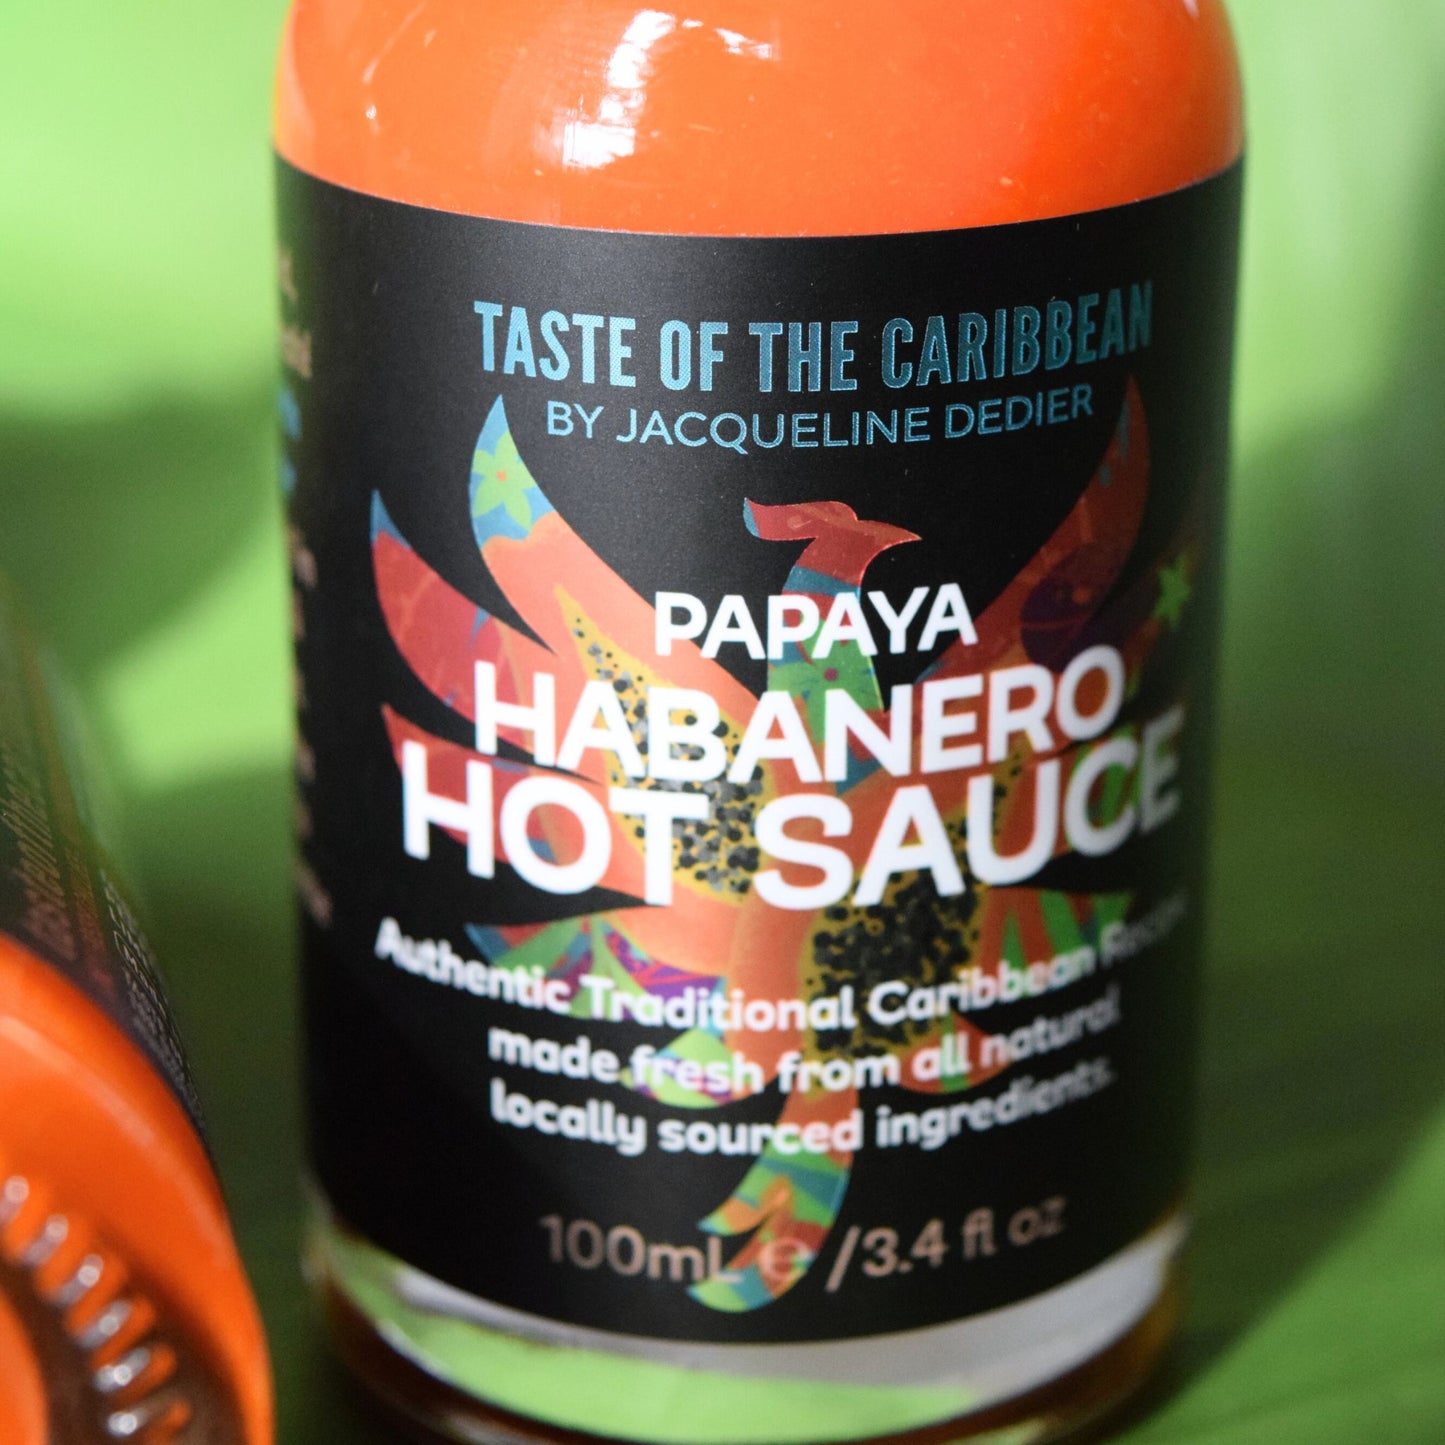 TASTE OF THE CARIBBEAN
BY JACQUELINE DEDIER
PAPAYA
HABANERO
HOT SAUCE
Authentic Traditional Caribbean Recipe
made fresh from all natural
locally sourced ingredients.
100mL ℮ / 3.4 fl oz